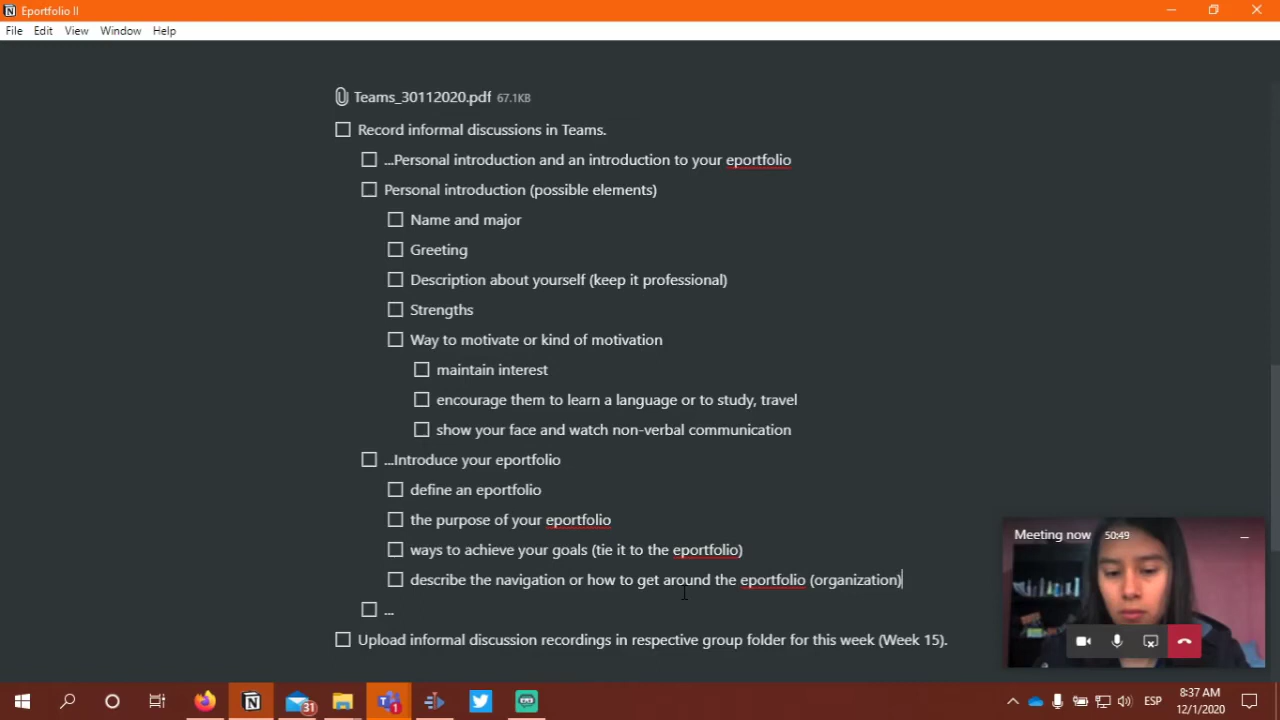 Eportfolio II
File Edit View Window Help
Teams_30112020.pdf 67.1KB
Record informal discussions in Teams.
...Personal introduction and an introduction to your eportfolio
Personal introduction (possible elements)
Name and major
Greeting
Description about yourself (keep it professional)
Strengths
Way to motivate or kind of motivation
maintain interest
encourage them to learn a language or to study, travel
show your face and watch non-verbal communication
...Introduce your eportfolio
define an eportfolio
the purpose of your eportfolio
ways to achieve your goals (tie it to the eportfolio)
describe the navigation or how to get around the eportfolio (organization)
...
Upload informal discussion recordings in respective group folder for this week (Week 15).
Meeting now 50:49
31
1
ESP
8:37 AM
12/1/2020